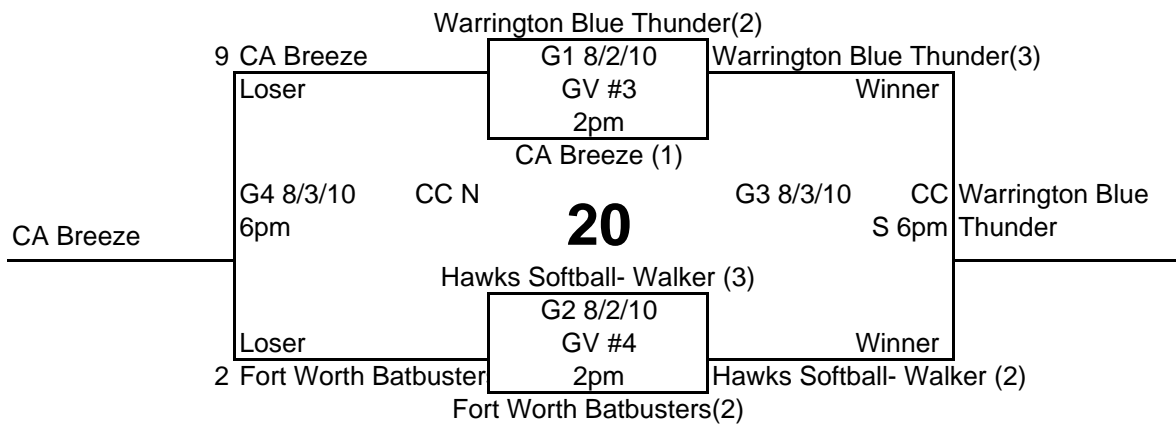 Warrington Blue Thunder(2)
9 CA Breeze
G1 8/2/10
Warrington Blue Thunder(3)
Loser
GV #3
Winner
2pm
CA Breeze (1)
G4 8/3/10 CC N
G3 8/3/10 CC
Warrington Blue
6pm
20
S 6pm
Thunder
CA Breeze
Hawks Softball- Walker (3)
G2 8/2/10
Loser
GV #4
Winner
2 Fort Worth Batbuster
2pm
Hawks Softball- Walker (2)
Fort Worth Batbusters(2)